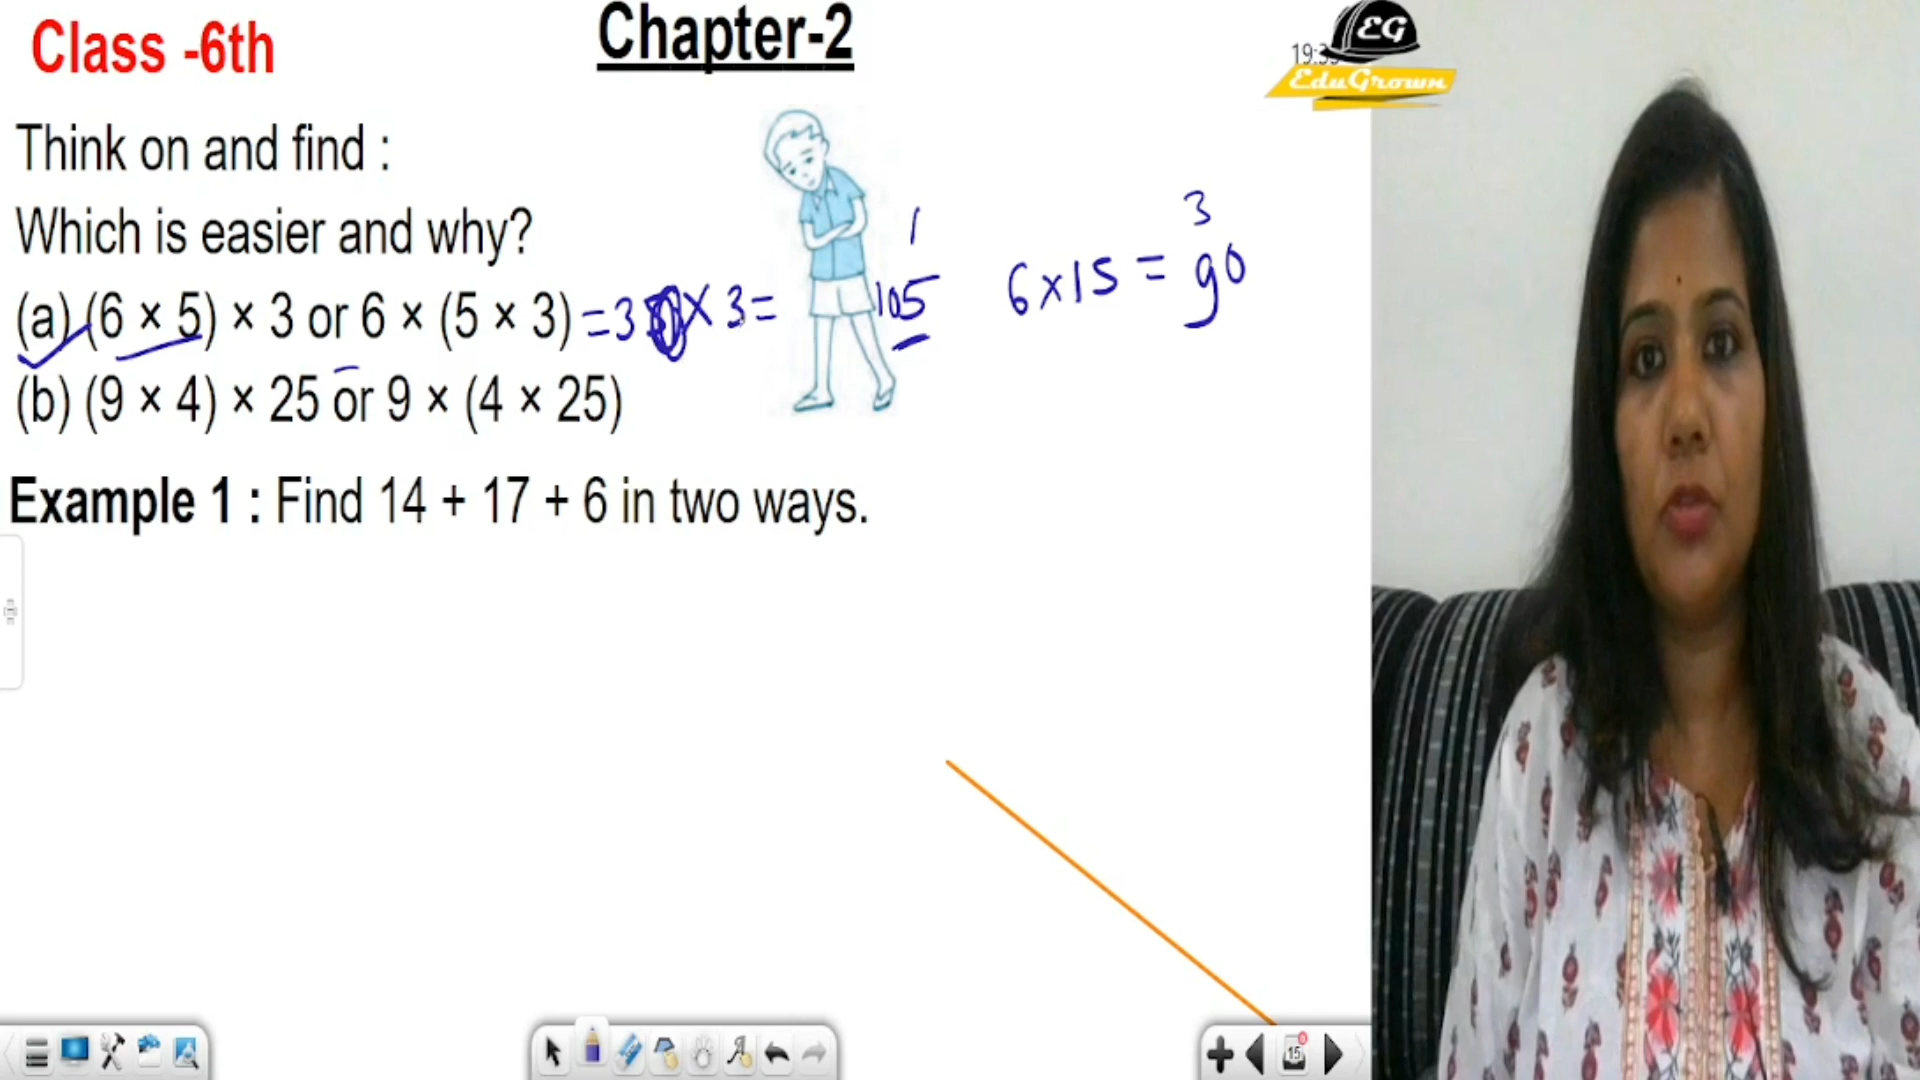 Class -6th
Chapter-2
EG
EduGrown
Think on and find :
Which is easier and why?
(a) (6 × 5) × 3 or 6 × (5 × 3) = 3 × 3 = 105
1
6 × 15 = 90
3
(b) (9 × 4) × 25 or 9 × (4 × 25)
Example 1 : Find 14 + 17 + 6 in two ways.
15